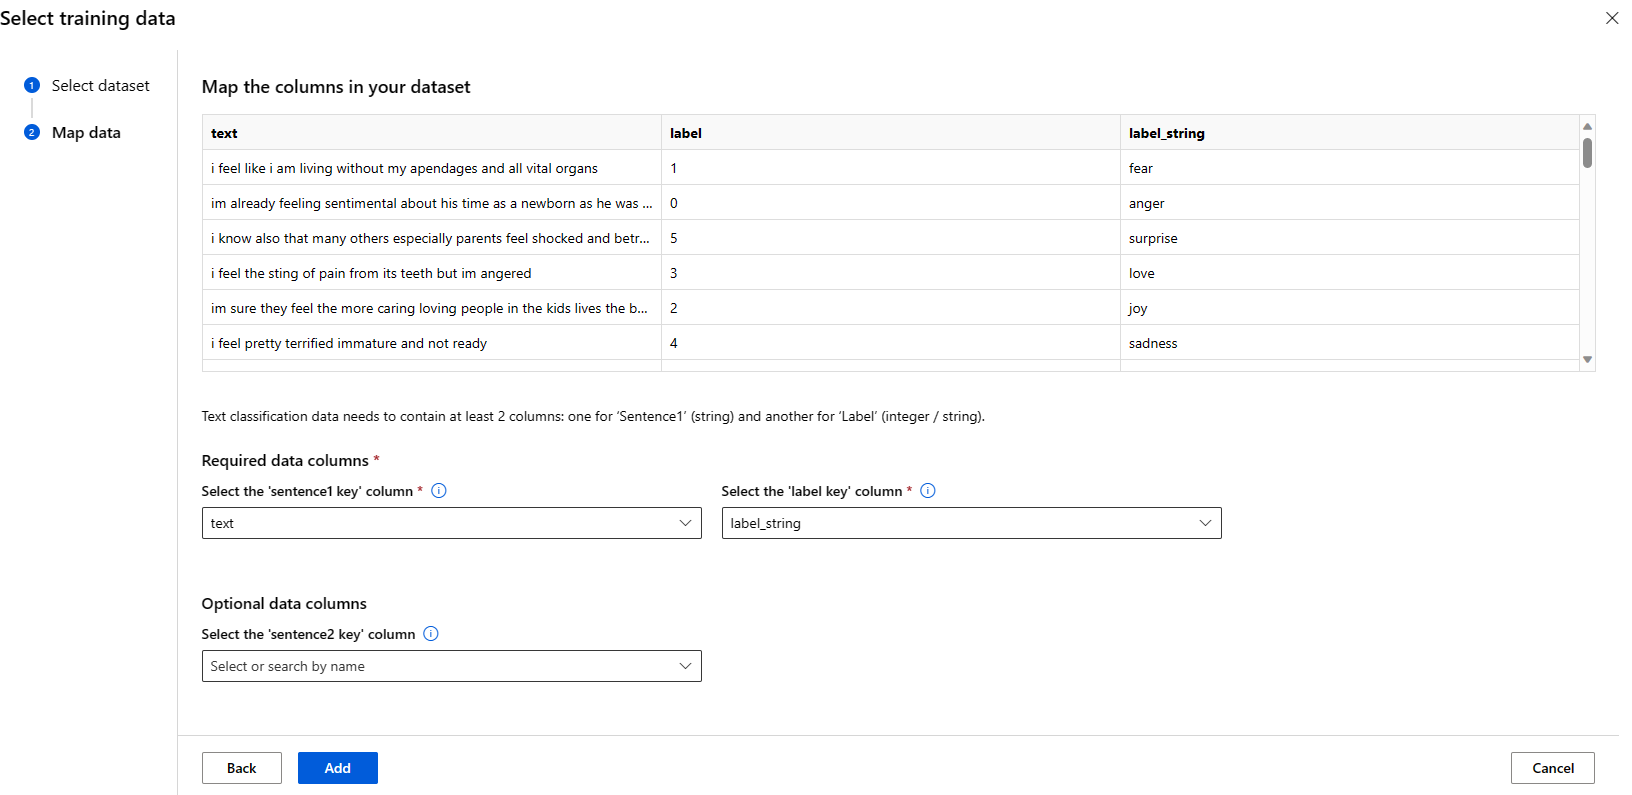 Select training data
1 Select dataset
2 Map data
Map the columns in your dataset
text label label_string
i feel like i am living without my apendages and all vital organs 1 fear
im already feeling sentimental about his time as a newborn as he was ... 0 anger
i know also that many others especially parents feel shocked and betr... 5 surprise
i feel the sting of pain from its teeth but im angered 3 love
im sure they feel the more caring loving people in the kids lives the b... 2 joy
i feel pretty terrified immature and not ready 4 sadness
Text classification data needs to contain at least 2 columns: one for 'Sentence1' (string) and another for 'Label' (integer / string).
Required data columns *
Select the 'sentence1 key' column * Select the 'label key' column *
text label_string
Optional data columns
Select the 'sentence2 key' column
Select or search by name
Back Add Cancel